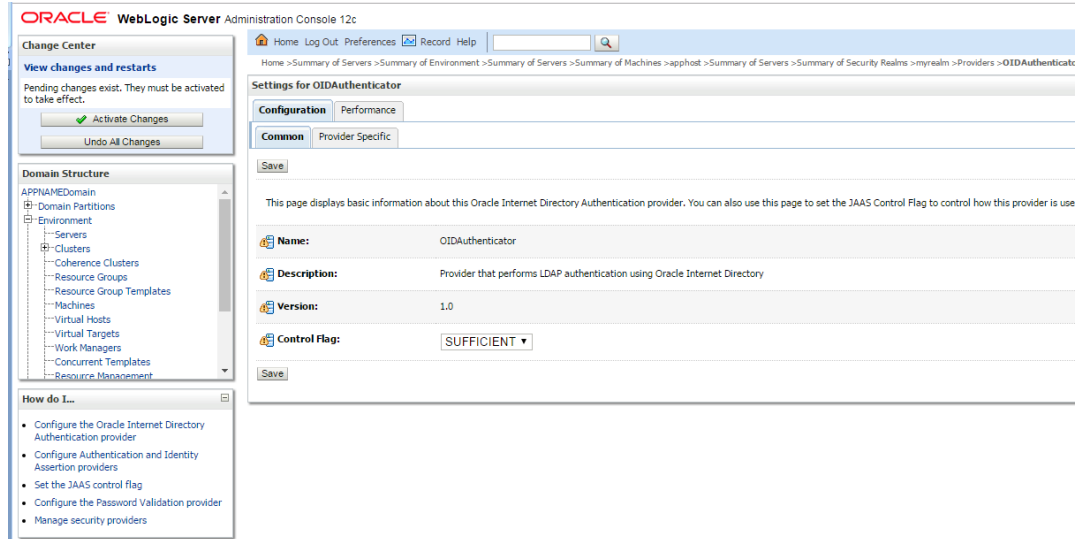 ORACLE WebLogic Server Administration Console 12c
Change Center
View changes and restarts
Pending changes exist. They must be activated
to take effect.
Activate Changes
Undo All Changes
Domain Structure
APPNAMEDomain
Domain Partitions
Environment
Servers
Clusters
Coherence Clusters
Resource Groups
Resource Group Templates
Machines
Virtual Hosts
Virtual Targets
Work Managers
Concurrent Templates
Resource Management
How do I...
Configure the Oracle Internet Directory
Authentication provider
Configure Authentication and Identity
Assertion providers
Set the JAAS control flag
Configure the Password Validation provider
Manage security providers
Home Log Out Preferences Record Help
Home >Summary of Servers >Summary of Environment >Summary of Servers >Summary of Machines >apphost >Summary of Servers >Summary of Security Realms >myrealm >Providers >OIDAuthenticato
Settings for OIDAuthenticator
Configuration Performance
Common Provider Specific
Save
This page displays basic information about this Oracle Internet Directory Authentication provider. You can also use this page to set the JAAS Control Flag to control how this provider is use
Name: OIDAuthenticator
Description: Provider that performs LDAP authentication using Oracle Internet Directory
Version: 1.0
Control Flag: SUFFICIENT
Save